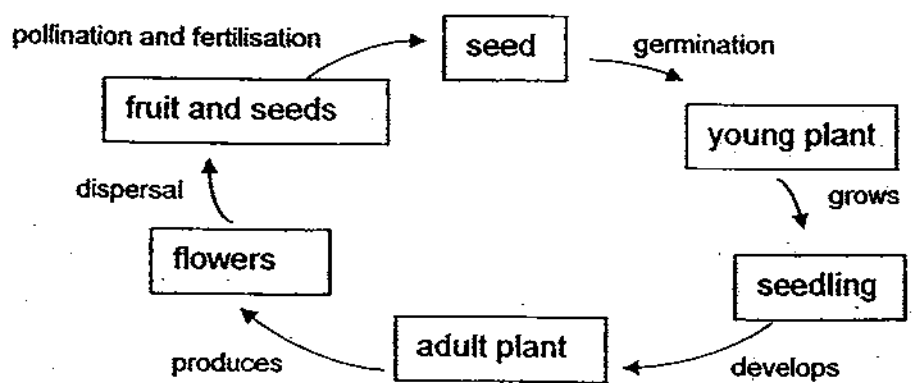 pollination and fertilisation
seed
germination
fruit and seeds
young plant
dispersal
grows
flowers
seedling
adult plant
produces
develops